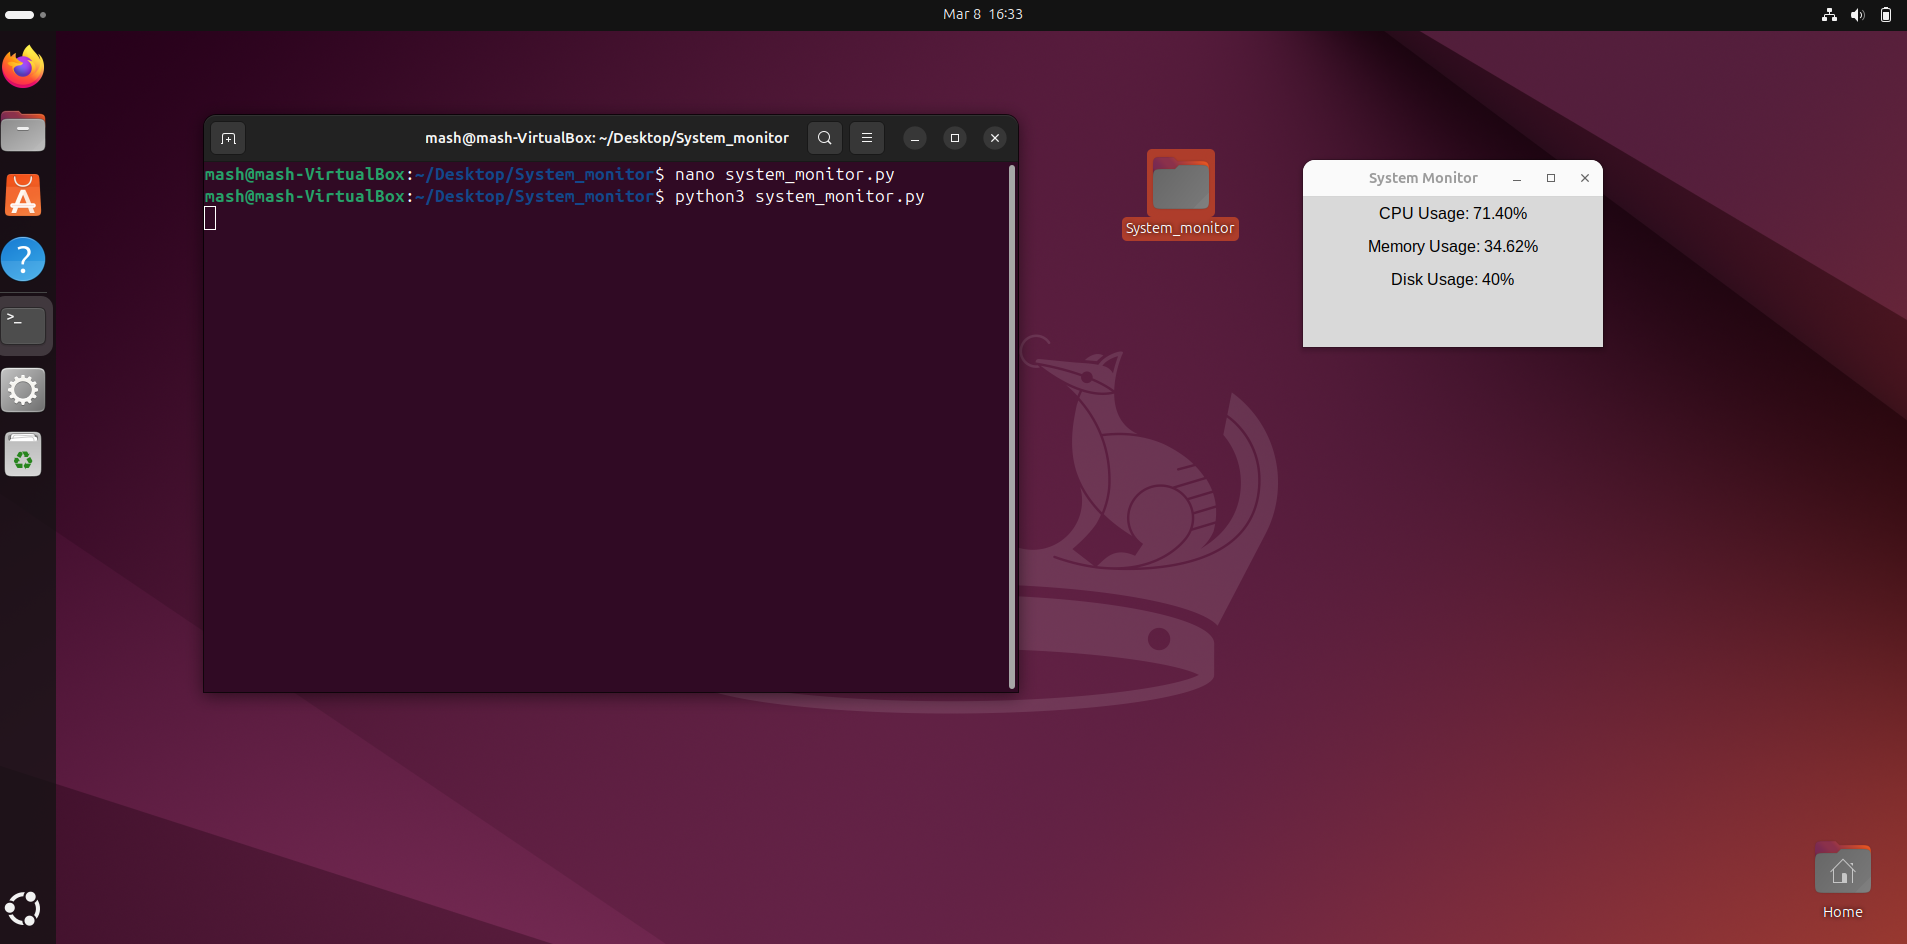 Mar 8 16:33
mash@mash-VirtualBox: ~/Desktop/System_monitor
mash@mash-VirtualBox:~/Desktop/System_monitor$ nano system_monitor.py
mash@mash-VirtualBox:~/Desktop/System_monitor$ python3 system_monitor.py
System_monitor
System Monitor
CPU Usage: 71.40%
Memory Usage: 34.62%
Disk Usage: 40%
Home